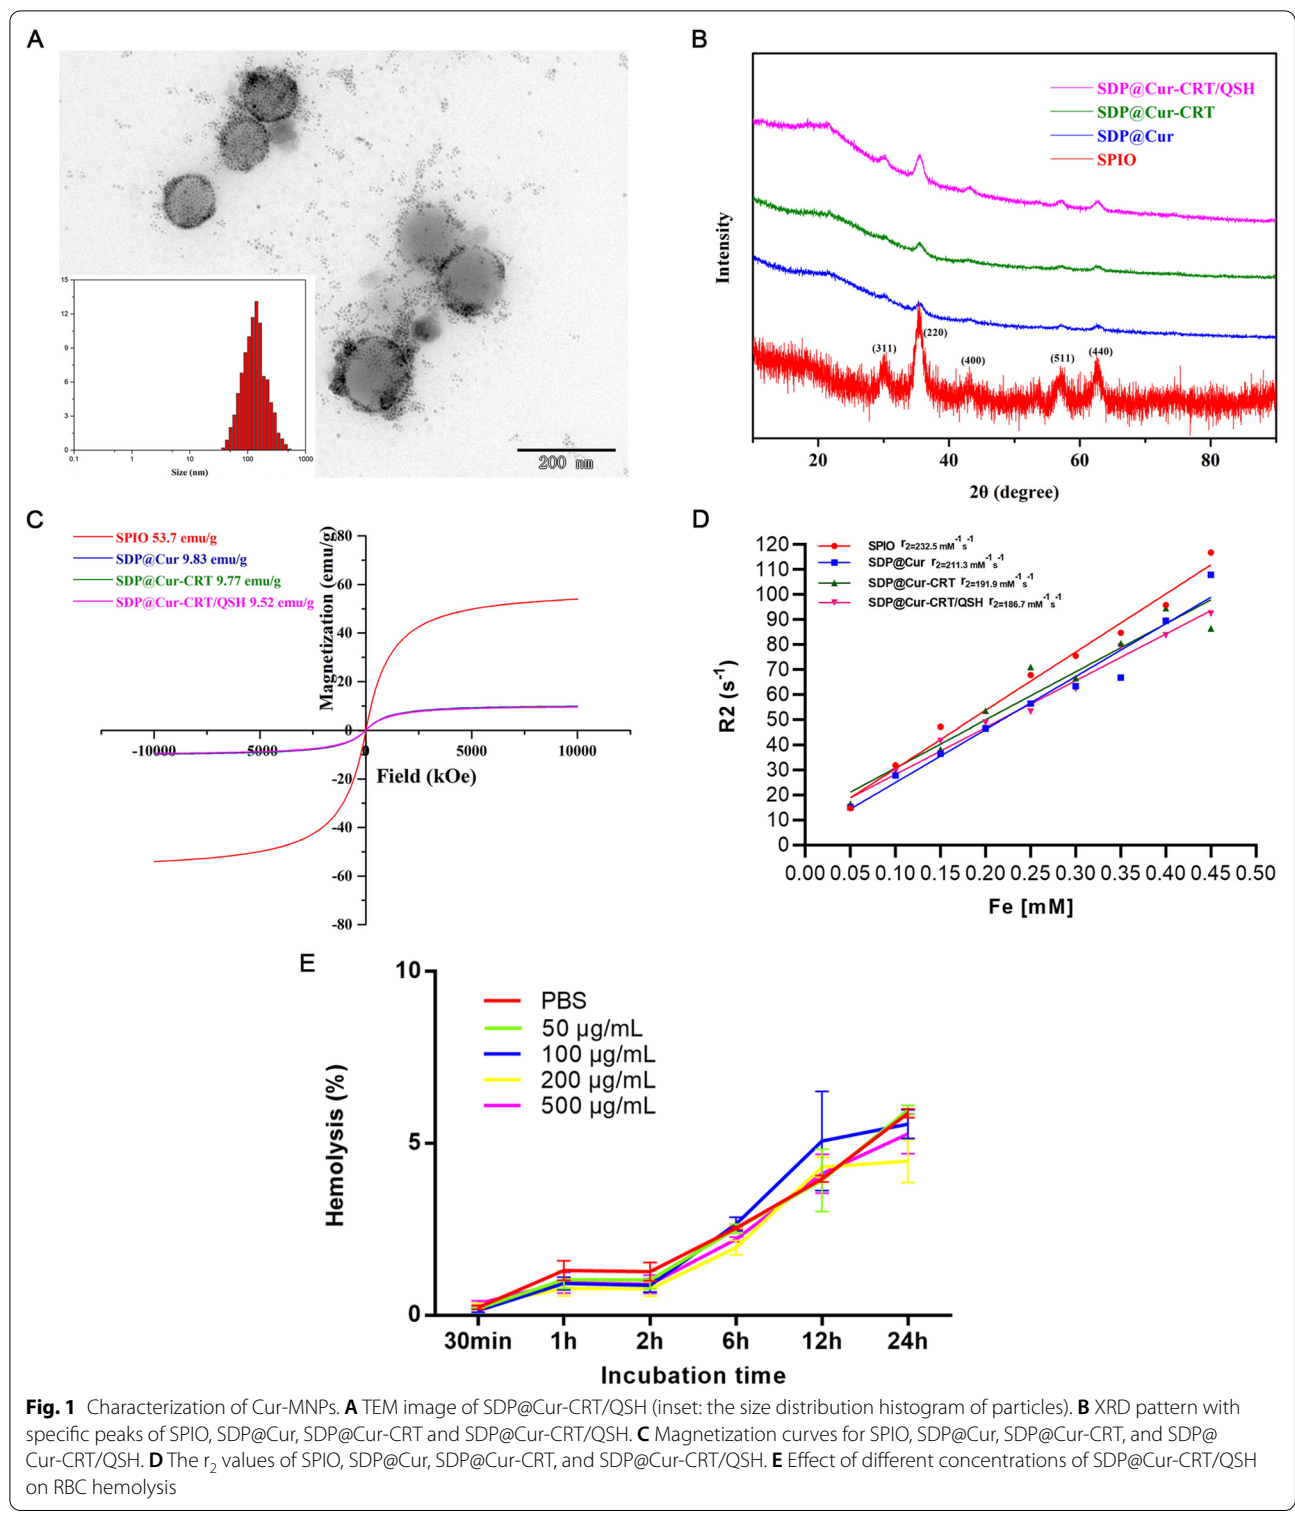 A
200 nm
15
12
9
6
3
0
0.1 1 10 100 1000
Size (nm)
B
SDP@Cur-CRT/QSH
SDP@Cur-CRT
SDP@Cur
SPIO
Intensity
(311)
(220)
(400)
(511)
(440)
20 40 60 80
2θ (degree)
C
SPIO 53.7 emu/g
SDP@Cur 9.83 emu/g
SDP@Cur-CRT 9.77 emu/g
SDP@Cur-CRT/QSH 9.52 emu/g
Magnetization (emu/g)
80
60
40
20
0
-20
-40
-60
-80
-10000 -5000 0 5000 10000
Field (kOe)
D
SPIO r2=232.5 mM-1s-1
SDP@Cur r2=211.3 mM-1s-1
SDP@Cur-CRT r2=191.9 mM-1s-1
SDP@Cur-CRT/QSH r2=186.7 mM-1s-1
R2 (s-1)
120
110
100
90
80
70
60
50
40
30
20
10
0
0.00 0.05 0.10 0.15 0.20 0.25 0.30 0.35 0.40 0.45 0.50
Fe [mM]
E
PBS
50 µg/mL
100 µg/mL
200 µg/mL
500 µg/mL
Hemolysis (%)
10
5
0
30min 1h 2h 6h 12h 24h
Incubation time
Fig. 1 Characterization of Cur-MNPs. A TEM image of SDP@Cur-CRT/QSH (inset: the size distribution histogram of particles). B XRD pattern with
specific peaks of SPIO, SDP@Cur, SDP@Cur-CRT and SDP@Cur-CRT/QSH. C Magnetization curves for SPIO, SDP@Cur, SDP@Cur-CRT, and SDP@
Cur-CRT/QSH. D The r2 values of SPIO, SDP@Cur, SDP@Cur-CRT, and SDP@Cur-CRT/QSH. E Effect of different concentrations of SDP@Cur-CRT/QSH
on RBC hemolysis